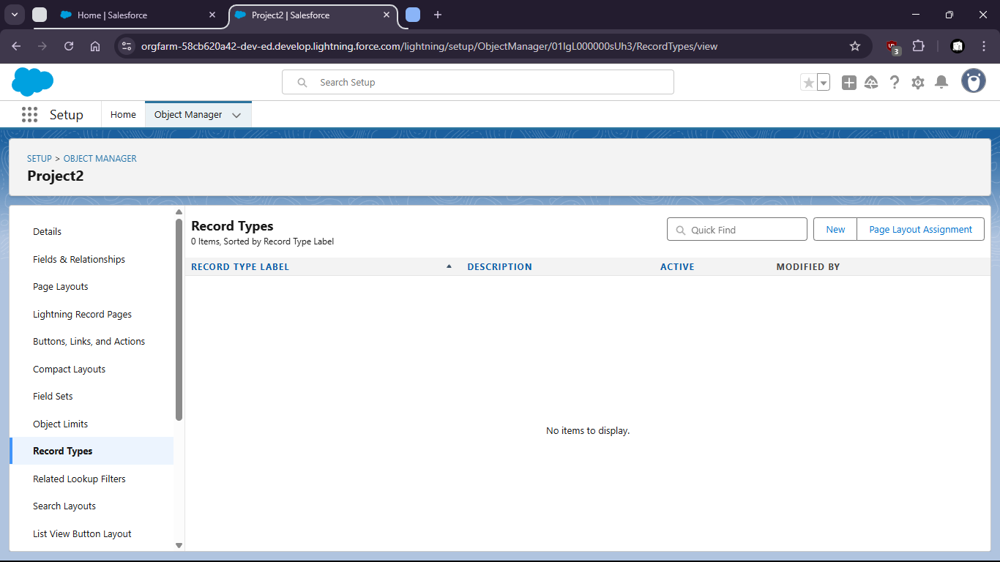 Home | Salesforce
Project2 | Salesforce
orgfarm-58cb620a42-dev-ed.develop.lightning.force.com/lightning/setup/ObjectManager/01IgL000000sUh3/RecordTypes/view
3
Search Setup
Setup
Home
Object Manager
SETUP > OBJECT MANAGER
Project2
Details
Fields & Relationships
Page Layouts
Lightning Record Pages
Buttons, Links, and Actions
Compact Layouts
Field Sets
Object Limits
Record Types
Related Lookup Filters
Search Layouts
List View Button Layout
Record Types
0 Items, Sorted by Record Type Label
Quick Find
New
Page Layout Assignment
RECORD TYPE LABEL
DESCRIPTION
ACTIVE
MODIFIED BY
No items to display.